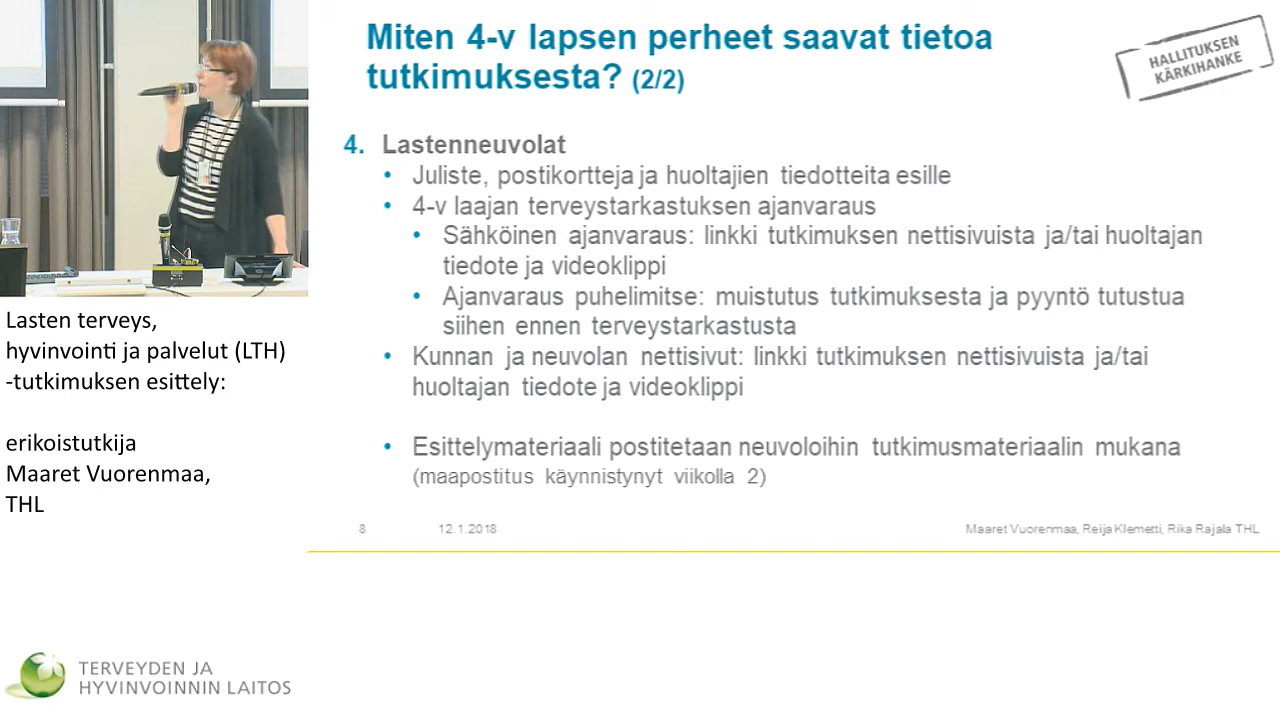 Miten 4-v lapsen perheet saavat tietoa
tutkimuksesta? (2/2)
HALLITUKSEN
KÄRKIHANKE
4. Lastenneuvolat
• Juliste, postikortteja ja huoltajien tiedotteita esille
• 4-v laajan terveystarkastuksen ajanvaraus
• Sähköinen ajanvaraus: linkki tutkimuksen nettisivuista ja/tai huoltajan
tiedote ja videoklippi
• Ajanvaraus puhelimitse: muistutus tutkimuksesta ja pyyntö tutustua
siihen ennen terveystarkastusta
• Kunnan ja neuvolan nettisivut: linkki tutkimuksen nettisivuista ja/tai
huoltajan tiedote ja videoklippi
• Esittelymateriaali postitetaan neuvoloihin tutkimusmateriaalin mukana
(maapostitus käynnistynyt viikolla 2)
8 12.1.2018 Maaret Vuorenmaa, Reija Klemetti, Rika Rajala THL
Lasten terveys,
hyvinvointi ja palvelut (LTH)
-tutkimuksen esittely:
erikoistutkija
Maaret Vuorenmaa,
THL
TERVEYDEN JA
HYVINVOINNIN LAITOS